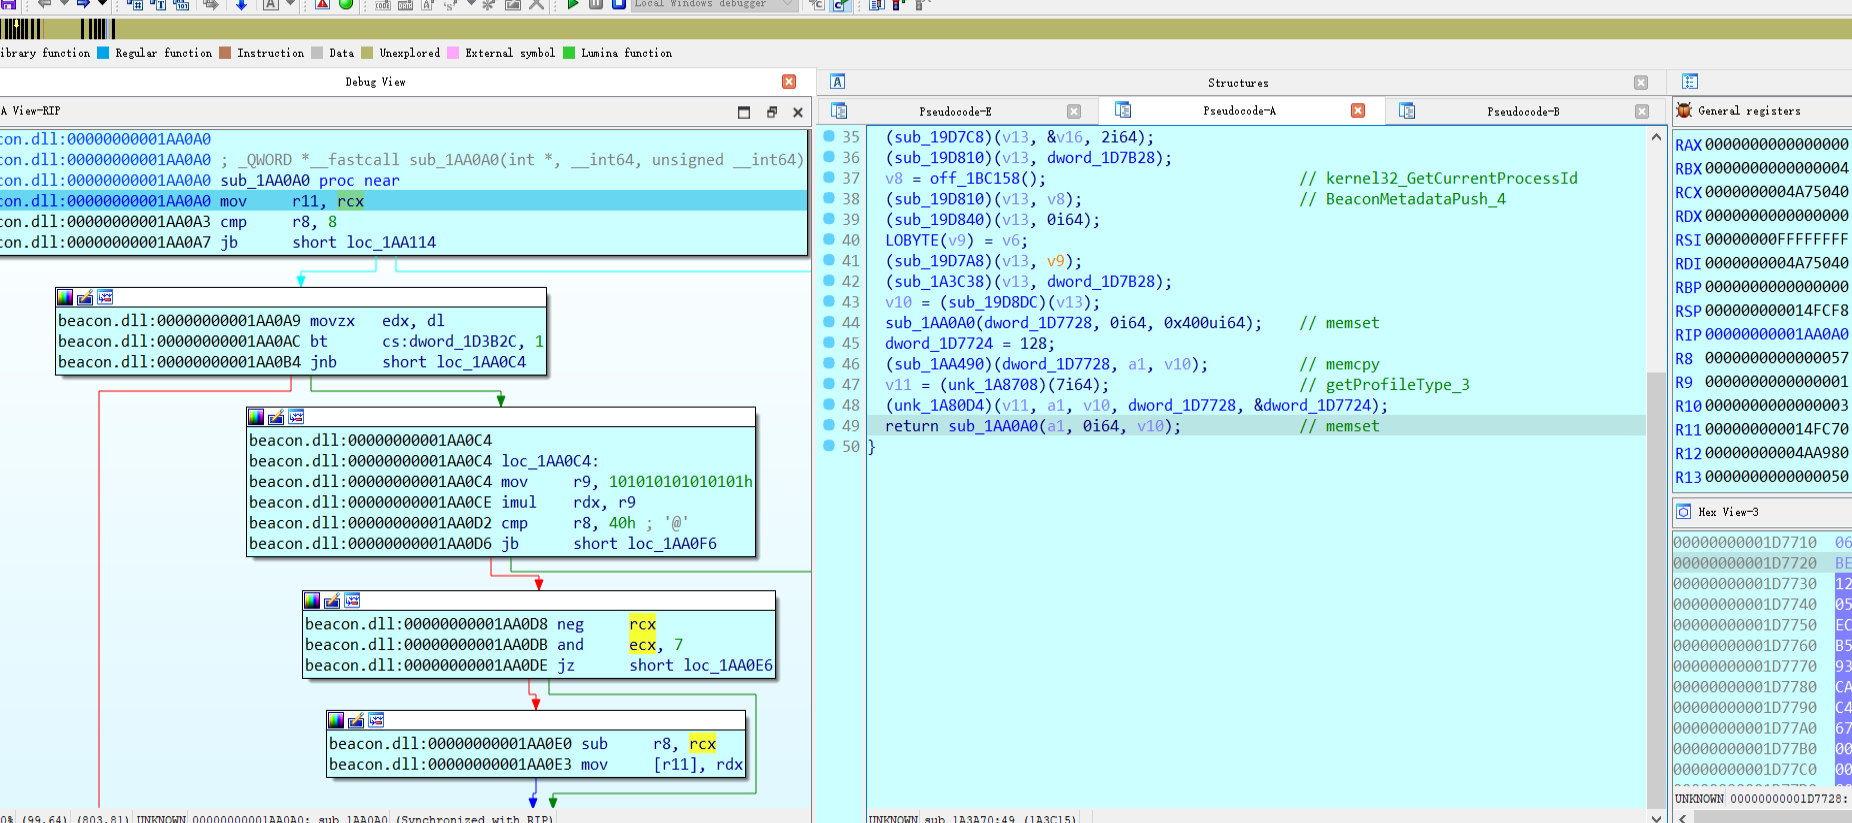 Local Windows debugger
ibrary function Regular function Instruction Data Unexplored External symbol Lumina function
Debug View
Structures
A View-RIP
Pseudocode-E Pseudocode-A Pseudocode-B
General registers
con.dll:00000000001AA0A0
con.dll:00000000001AA0A0 ; _QWORD *__fastcall sub_1AA0A0(int *, __int64, unsigned __int64)
con.dll:00000000001AA0A0 sub_1AA0A0 proc near
con.dll:00000000001AA0A0 mov r11, rcx
con.dll:00000000001AA0A3 cmp r8, 8
con.dll:00000000001AA0A7 jb short loc_1AA114
beacon.dll:00000000001AA0A9 movzx edx, dl
beacon.dll:00000000001AA0AC bt cs:dword_1D3B2C, 1
beacon.dll:00000000001AA0B4 jnb short loc_1AA0C4
beacon.dll:00000000001AA0C4
beacon.dll:00000000001AA0C4 loc_1AA0C4:
beacon.dll:00000000001AA0C4 mov r9, 101010101010101h
beacon.dll:00000000001AA0CE imul rdx, r9
beacon.dll:00000000001AA0D2 cmp r8, 40h ; '@'
beacon.dll:00000000001AA0D6 jb short loc_1AA0F6
beacon.dll:00000000001AA0D8 neg rcx
beacon.dll:00000000001AA0DB and ecx, 7
beacon.dll:00000000001AA0DE jz short loc_1AA0E6
beacon.dll:00000000001AA0E0 sub r8, rcx
beacon.dll:00000000001AA0E3 mov [r11], rdx
0% (99,64) (803,81) UNKNOWN 00000000001AA0A0: sub_1AA0A0 (Synchronized with RIP)
35 (sub_19D7C8)(v13, &v16, 2i64);
36 (sub_19D810)(v13, dword_1D7B28);
37 v8 = off_1BC158(); // kernel32_GetCurrentProcessId
38 (sub_19D810)(v13, v8); // BeaconMetadataPush_4
39 (sub_19D840)(v13, 0i64);
40 LOBYTE(v9) = v6;
41 (sub_19D7A8)(v13, v9);
42 (sub_1A3C38)(v13, dword_1D7B28);
43 v10 = (sub_19D8DC)(v13);
44 sub_1AA0A0(dword_1D7728, 0i64, 0x400ui64); // memset
45 dword_1D7724 = 128;
46 (sub_1AA490)(dword_1D7728, a1, v10); // memcpy
47 v11 = (unk_1A8708)(7i64); // getProfileType_3
48 (unk_1A80D4)(v11, a1, v10, dword_1D7728, &dword_1D7724);
49 return sub_1AA0A0(a1, 0i64, v10); // memset
50 }
UNKNOWN sub_1A3A70:49 (1A3C15)
RAX 0000000000000000
RBX 0000000000000004
RCX 0000000004A75040
RDX 0000000000000000
RSI 00000000FFFFFFFF
RDI 0000000004A75040
RBP 0000000000000000
RSP 000000000014FCF8
RIP 00000000001AA0A0
R8 0000000000000057
R9 0000000000000001
R10 0000000000000003
R11 000000000014FC70
R12 00000000004AA980
R13 0000000000000050
Hex View-3
00000000001D7710 06
00000000001D7720 BE
00000000001D7730 12
00000000001D7740 05
00000000001D7750 EC
00000000001D7760 B5
00000000001D7770 93
00000000001D7780 CA
00000000001D7790 C4
00000000001D77A0 67
00000000001D77B0 00
00000000001D77C0 00
UNKNOWN 00000000001D7728: